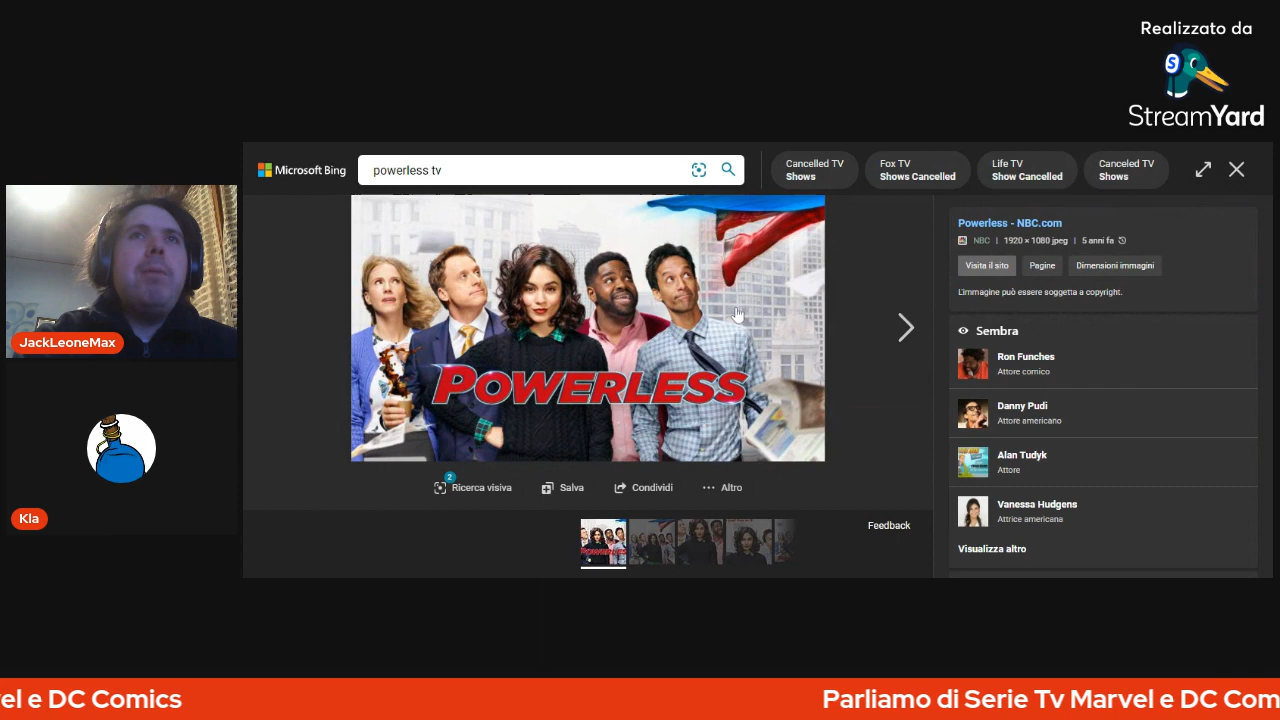 Realizzato da
S
StreamYard
Microsoft Bing
powerless tv
Cancelled TV
Shows
Fox TV
Shows Cancelled
Life TV
Show Cancelled
Canceled TV
Shows
POWERLESS
2
Ricerca visiva
Salva
Condividi
Altro
Feedback
POWERLESS
Powerless - NBC.com
NBC | 1920 × 1080 jpeg | 5 anni fa
Visita il sito
Pagine
Dimensioni immagini
L'immagine può essere soggetta a copyright.
Sembra
Ron Funches
Attore comico
Danny Pudi
Attore americano
Alan Tudyk
Attore
Vanessa Hudgens
Attrice americana
Visualizza altro
JackLeoneMax
Kla
el e DC Comics
Parliamo di Serie Tv Marvel e DC Com